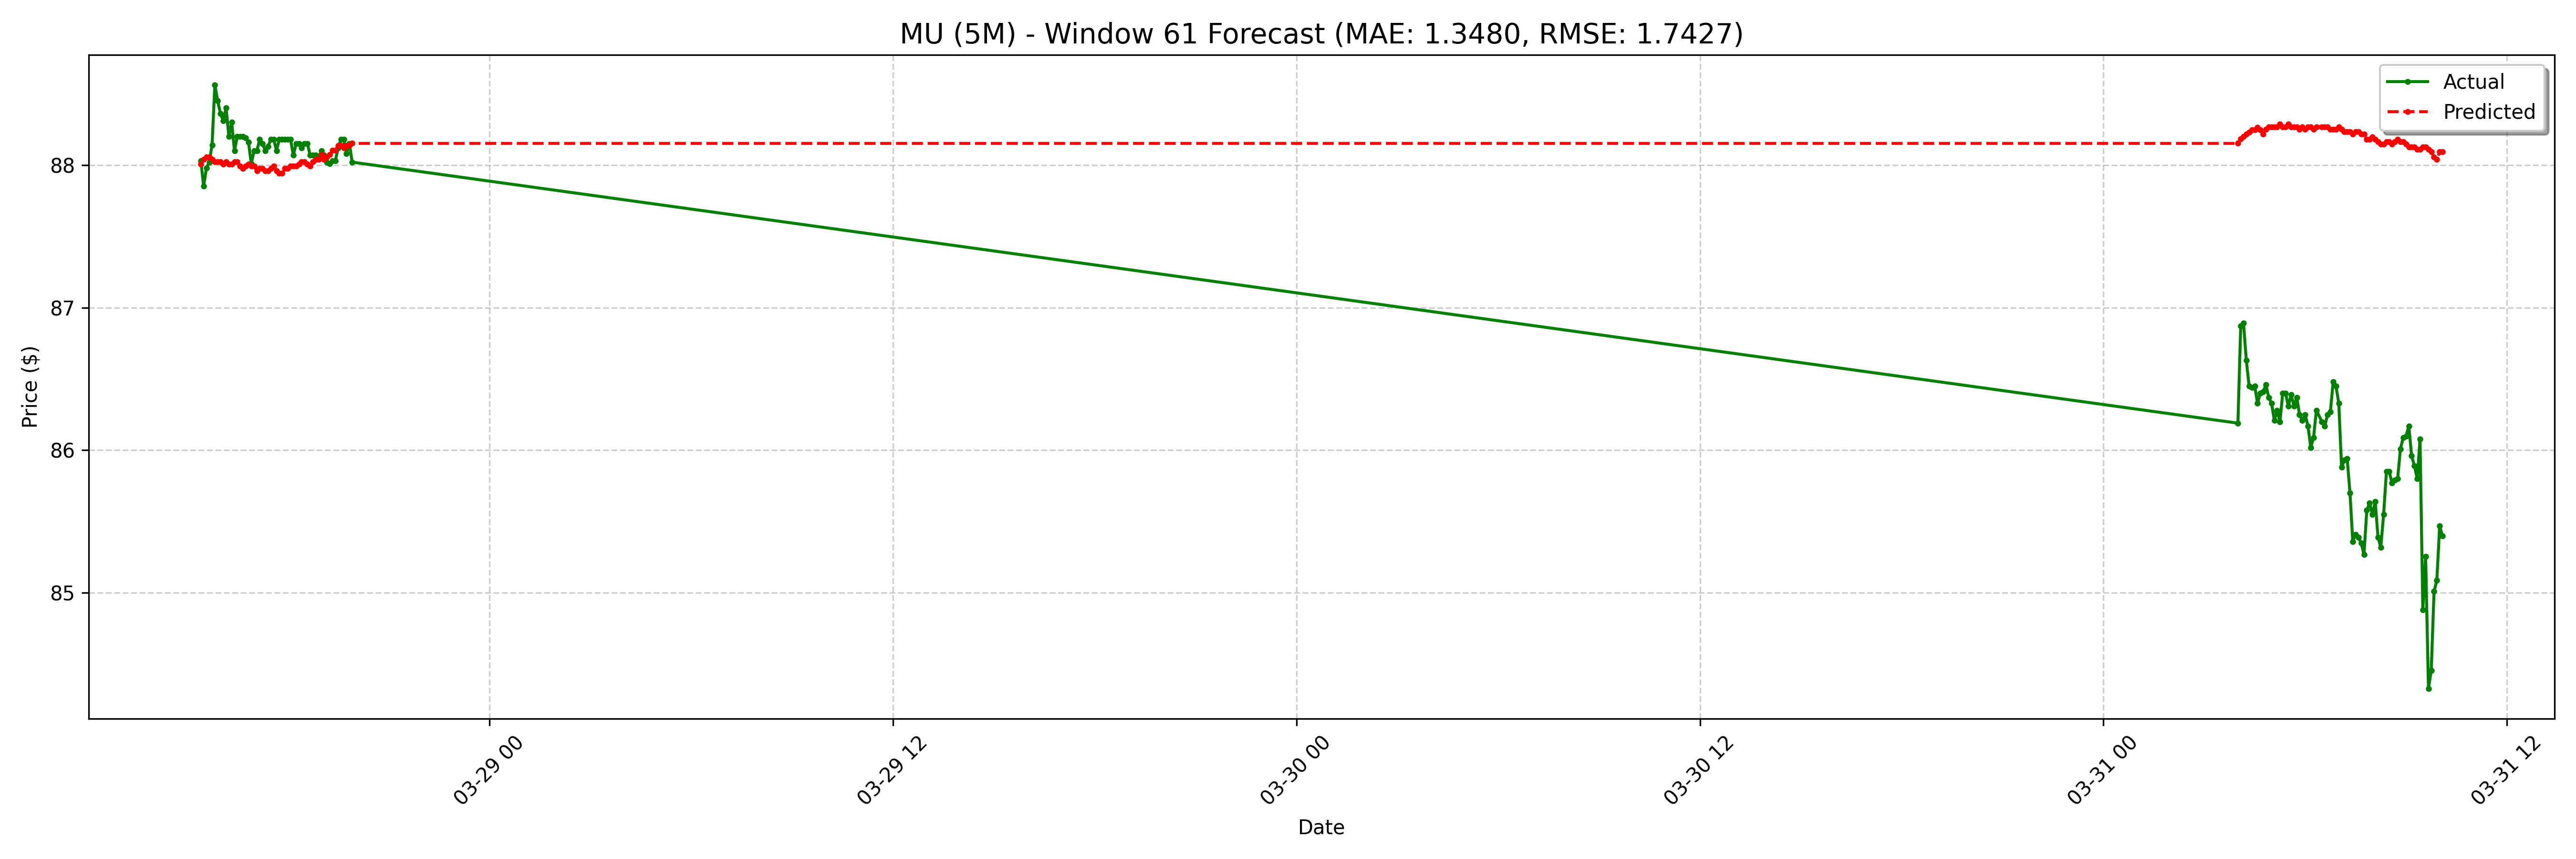 MU (5M) - Window 61 Forecast (MAE: 1.3480, RMSE: 1.7427)
Actual
Predicted
Price ($)
88
87
86
85
03-29 00
03-29 12
03-30 00
03-30 12
03-31 00
03-31 12
Date